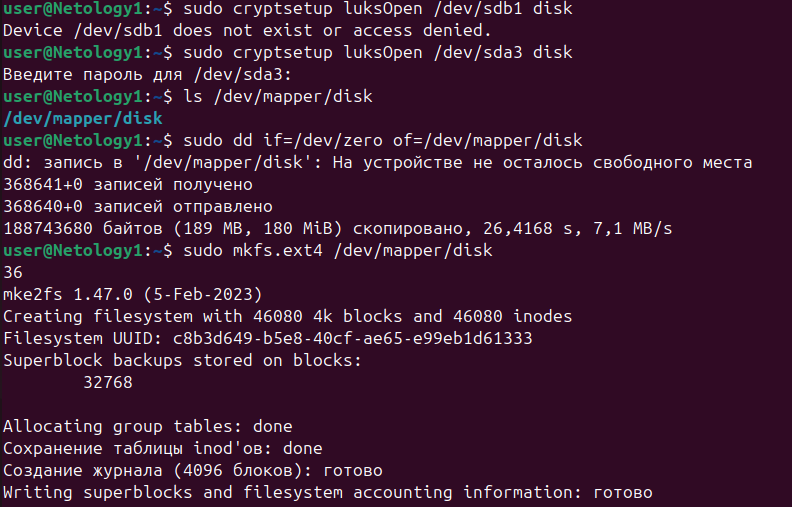 user@Netology1:~$ sudo cryptsetup luksOpen /dev/sdb1 disk
Device /dev/sdb1 does not exist or access denied.
user@Netology1:~$ sudo cryptsetup luksOpen /dev/sda3 disk
Введите пароль для /dev/sda3:
user@Netology1:~$ ls /dev/mapper/disk
/dev/mapper/disk
user@Netology1:~$ sudo dd if=/dev/zero of=/dev/mapper/disk
dd: запись в '/dev/mapper/disk': На устройстве не осталось свободного места
368641+0 записей получено
368640+0 записей отправлено
188743680 байтов (189 MB, 180 MiB) скопировано, 26,4168 s, 7,1 MB/s
user@Netology1:~$ sudo mkfs.ext4 /dev/mapper/disk
36
mke2fs 1.47.0 (5-Feb-2023)
Creating filesystem with 46080 4k blocks and 46080 inodes
Filesystem UUID: c8b3d649-b5e8-40cf-ae65-e99eb1d61333
Superblock backups stored on blocks:
        32768

Allocating group tables: done
Сохранение таблицы inod'ов: done
Создание журнала (4096 блоков): готово
Writing superblocks and filesystem accounting information: готово